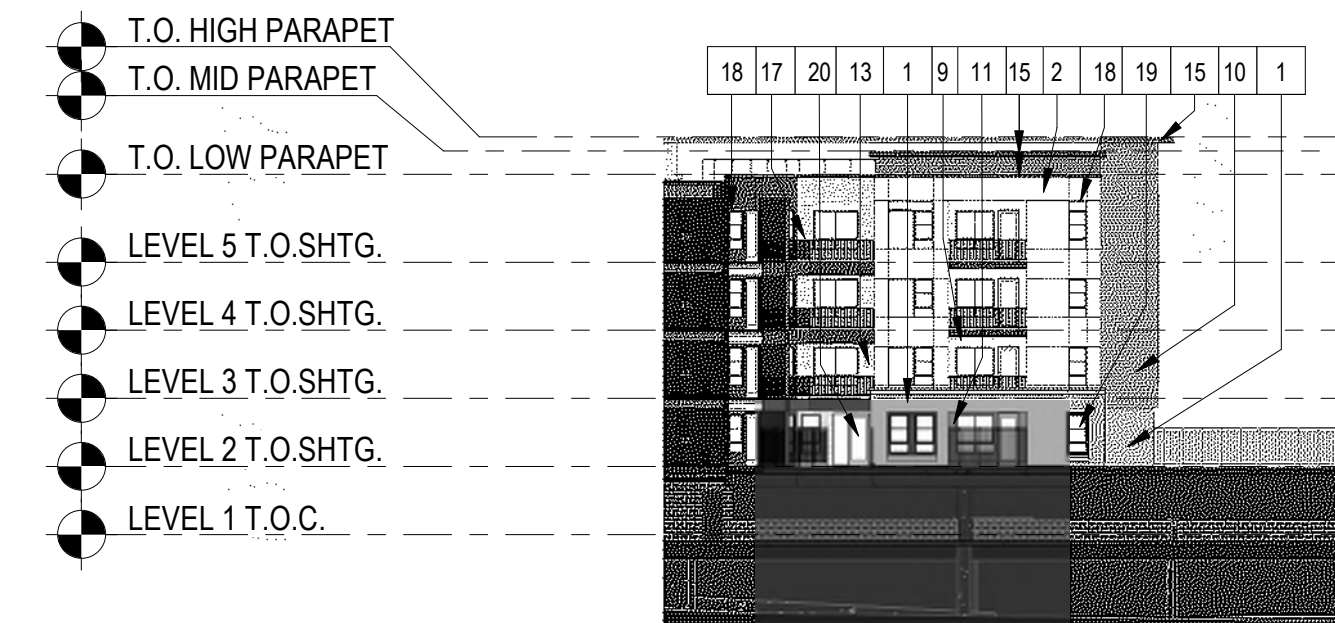 T.O. HIGH PARAPET
T.O. MID PARAPET
18 17 20 13 1 9 11 15 2 18 19 15 10 1
T.O. LOW PARAPET
LEVEL 5 T.O.SHTG.
LEVEL 4 T.O.SHTG.
LEVEL 3 T.O.SHTG.
LEVEL 2 T.O.SHTG.
LEVEL 1 T.O.C.